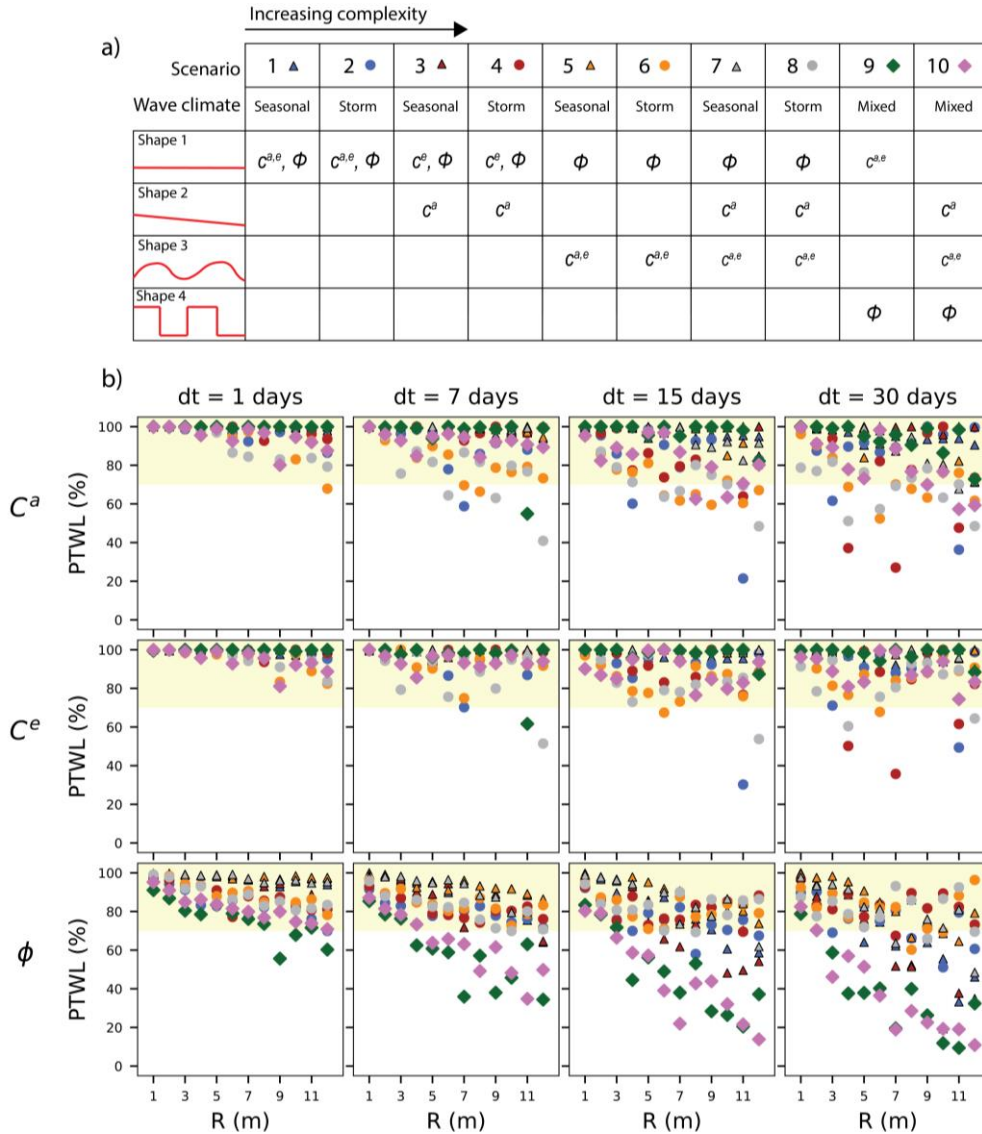 Increasing complexity
a)
Scenario 1 2 3 4 5 6 7 8 9 10
Wave climate Seasonal Storm Seasonal Storm Seasonal Storm Seasonal Storm Mixed Mixed
Shape 1 c^{a,e}, Φ c^{a,e}, Φ c^e, Φ c^e, Φ Φ Φ Φ Φ c^{a,e}
Shape 2 c^a c^a c^a c^a c^a
Shape 3 c^{a,e} c^{a,e} c^{a,e} c^{a,e} c^{a,e}
Shape 4 Φ Φ
b)
dt = 1 days dt = 7 days dt = 15 days dt = 30 days
C^a
PTWL (%)
100
80
60
40
20
0
C^e
PTWL (%)
100
80
60
40
20
0
ϕ
PTWL (%)
100
80
60
40
20
0
1 3 5 7 9 11 1 3 5 7 9 11 1 3 5 7 9 11 1 3 5 7 9 11
R (m) R (m) R (m) R (m)